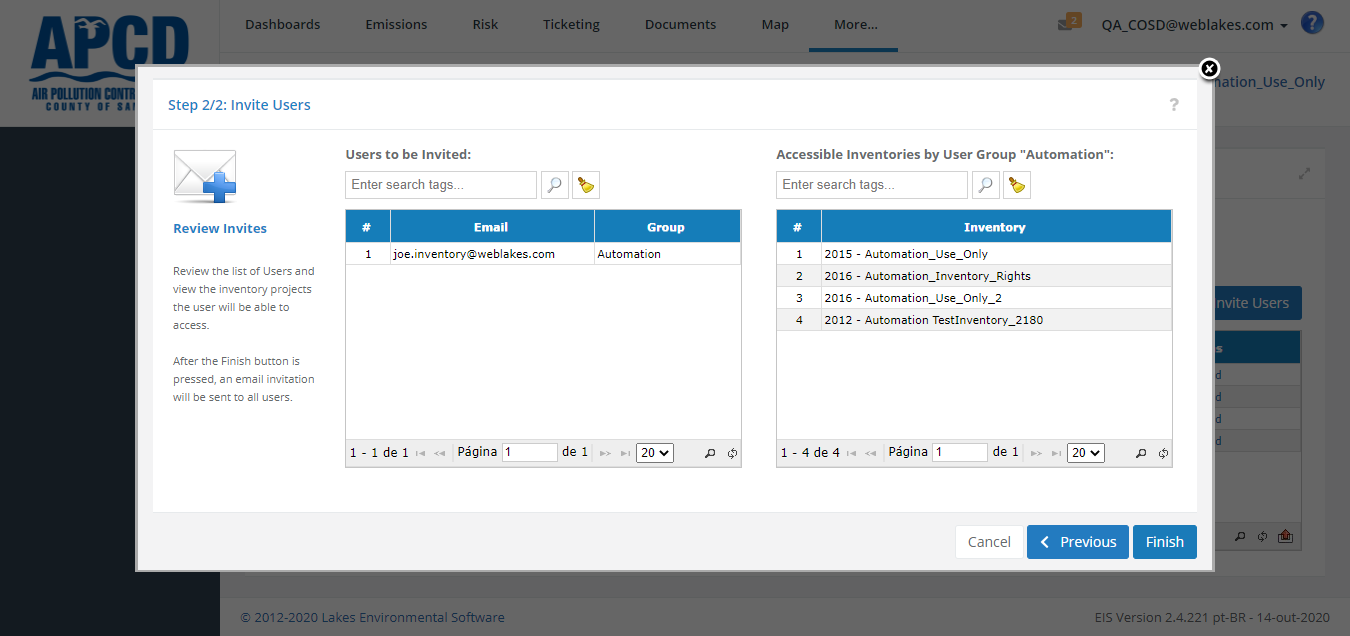 APCD
AIR POLLUTION CONTR
COUNTY OF SA
Dashboards
Emissions
Risk
Ticketing
Documents
Map
More...
2
QA_COSD@weblakes.com
?
mation_Use_Only
Step 2/2: Invite Users
?
Review Invites
Review the list of Users and
view the inventory projects
the user will be able to
access.
After the Finish button is
pressed, an email invitation
will be sent to all users.
Users to be Invited:
Enter search tags...
# Email Group
1 joe.inventory@weblakes.com Automation
1 - 1 de 1 Página 1 de 1 20
Accessible Inventories by User Group "Automation":
Enter search tags...
# Inventory
1 2015 - Automation_Use_Only
2 2016 - Automation_Inventory_Rights
3 2016 - Automation_Use_Only_2
4 2012 - Automation TestInventory_2180
1 - 4 de 4 Página 1 de 1 20
nvite Users
s
d
d
d
d
Cancel
Previous
Finish
© 2012-2020 Lakes Environmental Software
EIS Version 2.4.221 pt-BR - 14-out-2020